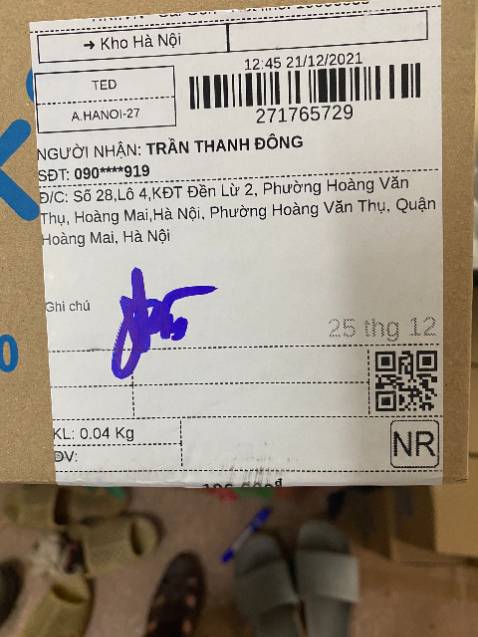 → Kho Hà Nội
12:45 21/12/2021
TED
A.HANOI-27
271765729
NGƯỜI NHẬN: TRẦN THANH ĐÔNG
SĐT: 090****919
Đ/C: Số 28,Lô 4,KĐT Đền Lừ 2, Phường Hoàng Văn
Thụ, Hoàng Mai,Hà Nội, Phường Hoàng Văn Thụ, Quận
Hoàng Mai, Hà Nội
Ghi chú
25 thg 12
KL: 0.04 Kg
NR
ĐV: